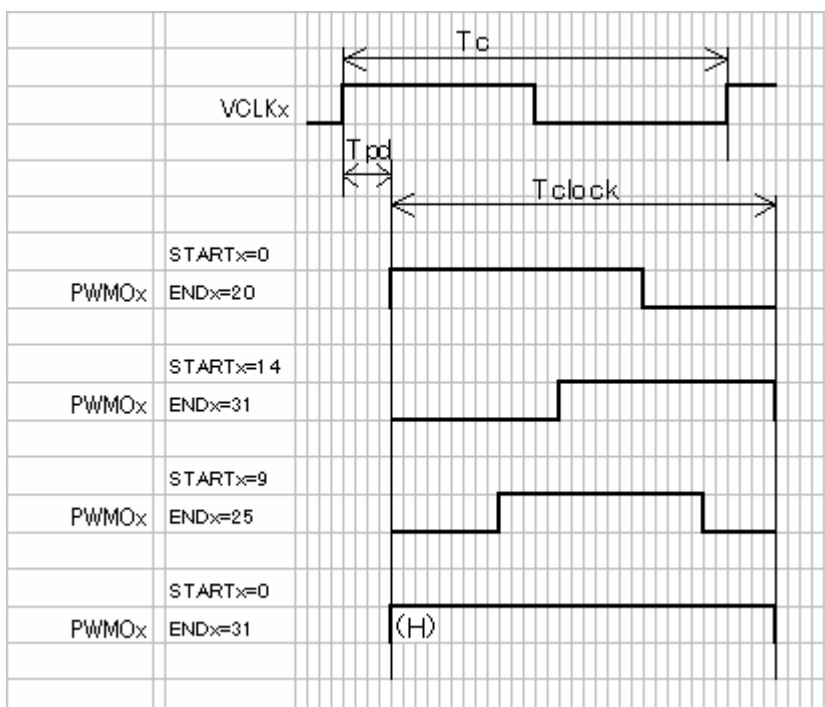 Tc
VCLKx
Tpd
Tclock
STARTx=0
PWMOx ENDx=20
STARTx=14
PWMOx ENDx=31
STARTx=9
PWMOx ENDx=25
STARTx=0
PWMOx ENDx=31 (H)